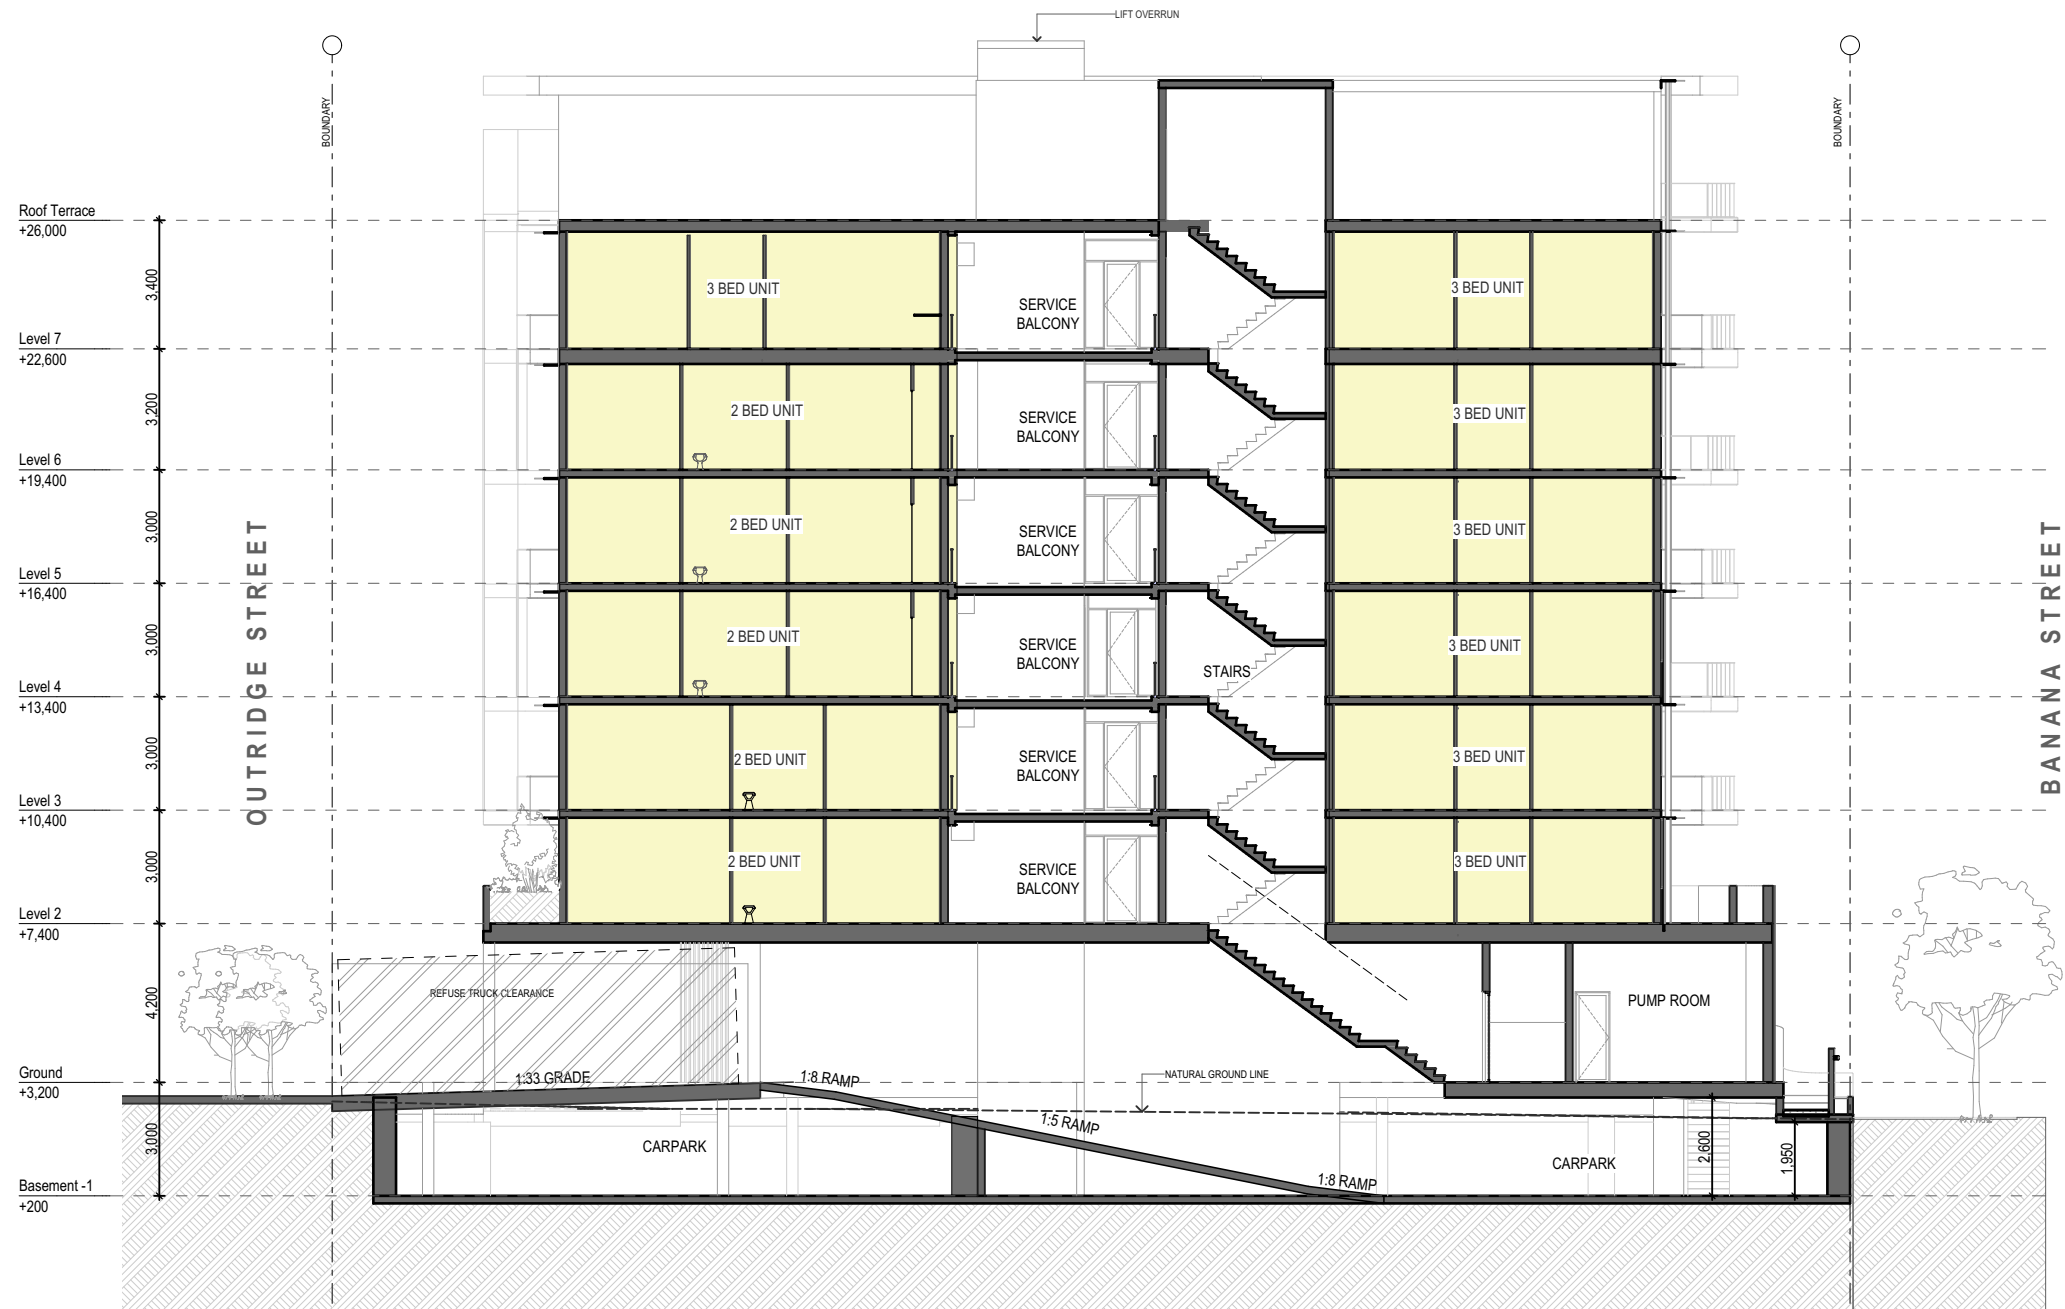 LIFT OVERRUN
BOUNDARY
BOUNDARY
Roof Terrace
+26,000
3,400
3 BED UNIT
SERVICE
BALCONY
3 BED UNIT
Level 7
+22,600
3,200
2 BED UNIT
SERVICE
BALCONY
3 BED UNIT
Level 6
+19,400
3,000
2 BED UNIT
SERVICE
BALCONY
3 BED UNIT
Level 5
+16,400
3,000
2 BED UNIT
SERVICE
BALCONY
STAIRS
3 BED UNIT
OUTRIDGE STREET
BANANA STREET
Level 4
+13,400
3,000
2 BED UNIT
SERVICE
BALCONY
3 BED UNIT
Level 3
+10,400
3,000
2 BED UNIT
SERVICE
BALCONY
3 BED UNIT
Level 2
+7,400
4,200
REFUSE TRUCK CLEARANCE
PUMP ROOM
Ground
+3,200
1:33 GRADE
1:8 RAMP
NATURAL GROUND LINE
3,000
1:5 RAMP
CARPARK
CARPARK
2,600
1,950
1:8 RAMP
Basement -1
+200